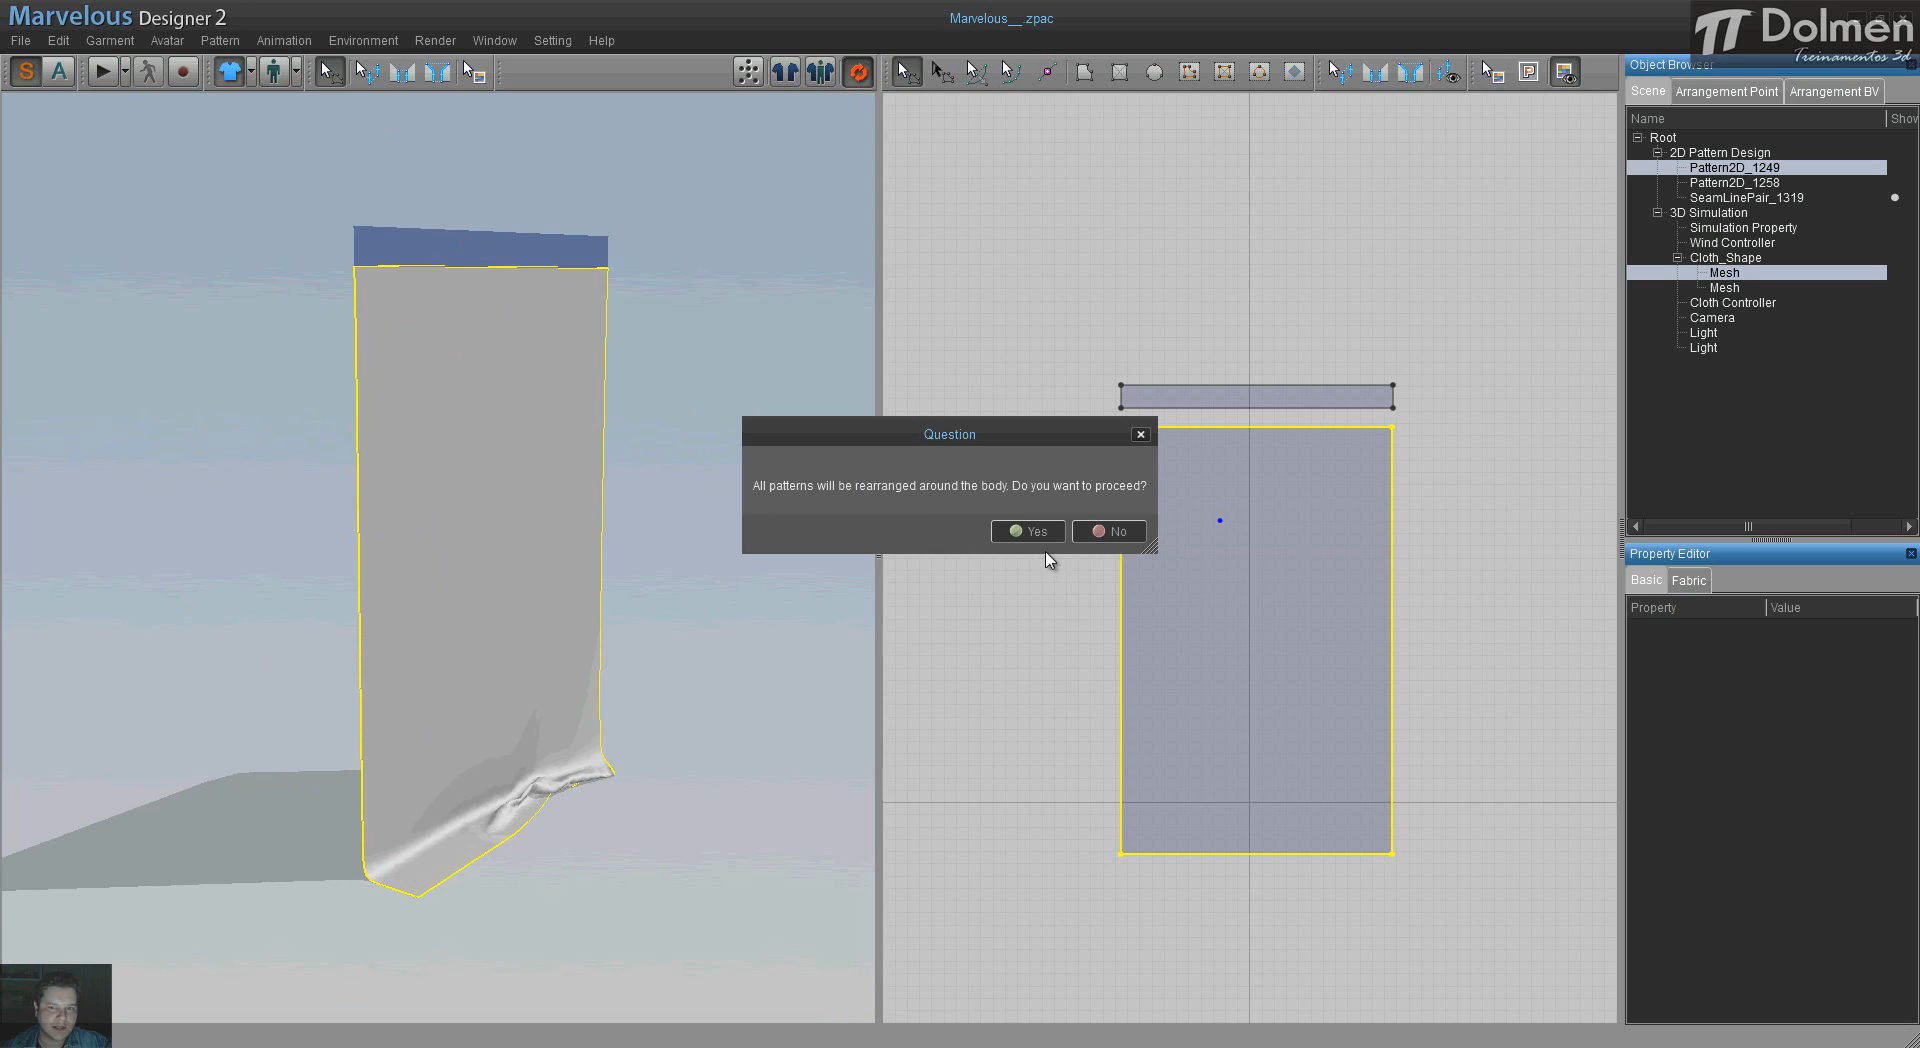 Marvelous Designer 2
Marvelous__.zpac
Dolmen
Treinamentos 3d
File Edit Garment Avatar Pattern Animation Environment Render Window Setting Help
S A
P
Object Browser
Scene Arrangement Point Arrangement BV
Name Show
Root
2D Pattern Design
Pattern2D_1249
Pattern2D_1258
SeamLinePair_1319
3D Simulation
Simulation Property
Wind Controller
Cloth_Shape
Mesh
Mesh
Cloth Controller
Camera
Light
Light
Question
All patterns will be rearranged around the body. Do you want to proceed?
Yes No
Property Editor
Basic Fabric
Property Value